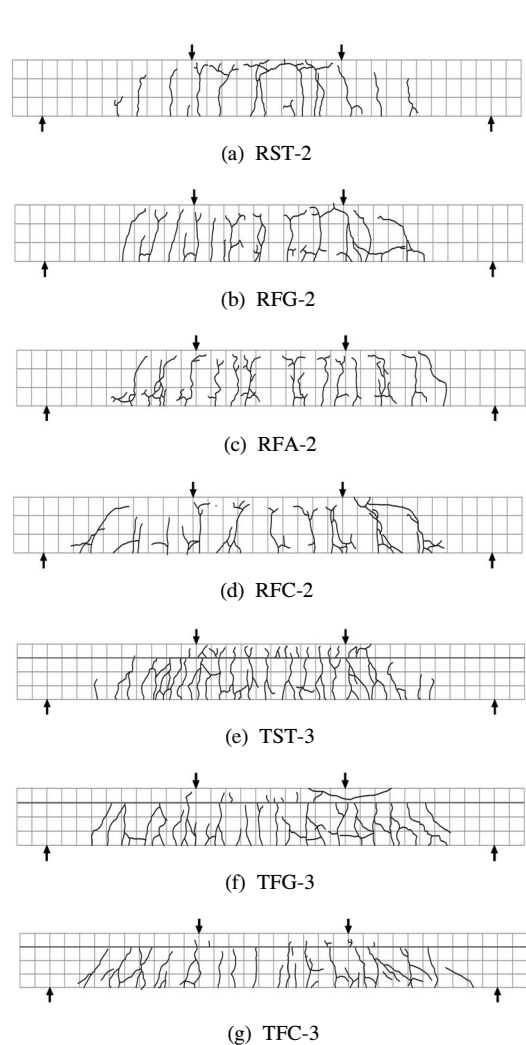 (a) RST-2
(b) RFG-2
(c) RFA-2
(d) RFC-2
(e) TST-3
(f) TFG-3
(g) TFC-3